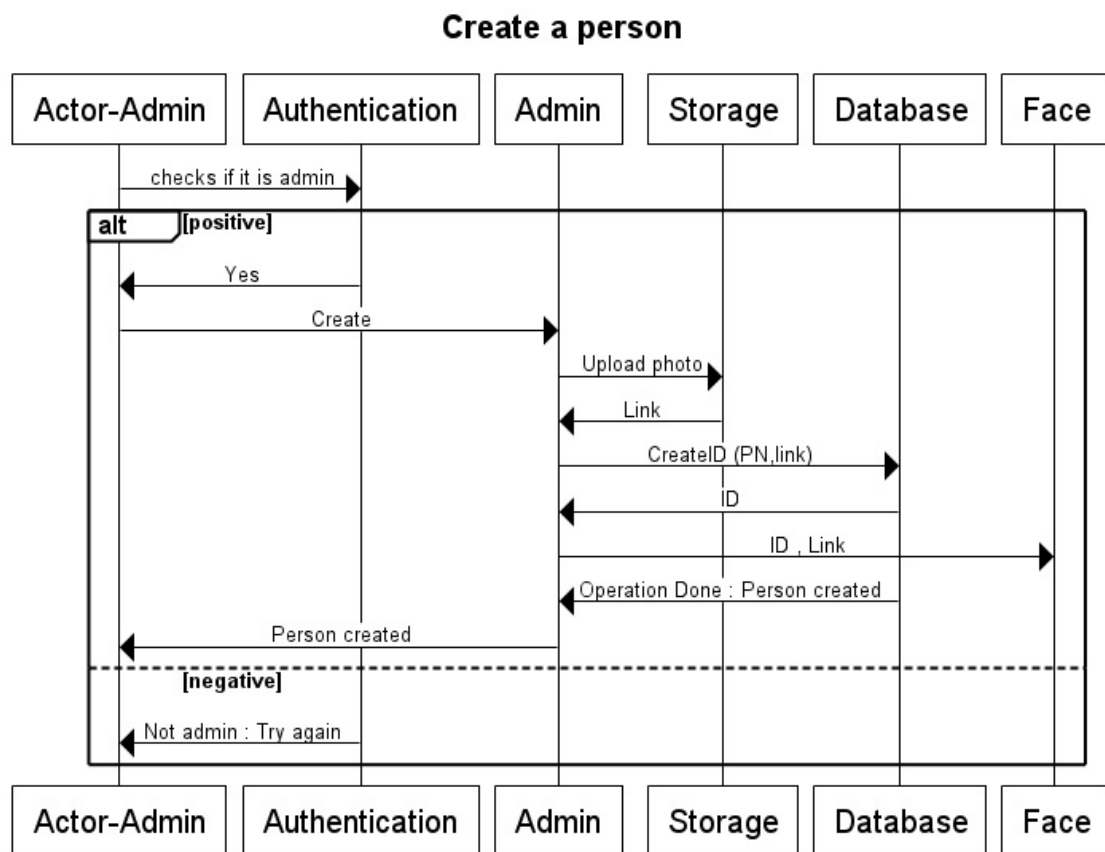 Create a person
Actor-Admin Authentication Admin Storage Database Face
checks if it is admin
alt [positive]
Yes
Create
Upload photo
Link
CreateID (PN,link)
ID
ID , Link
Operation Done : Person created
Person created
[negative]
Not admin : Try again
Actor-Admin Authentication Admin Storage Database Face